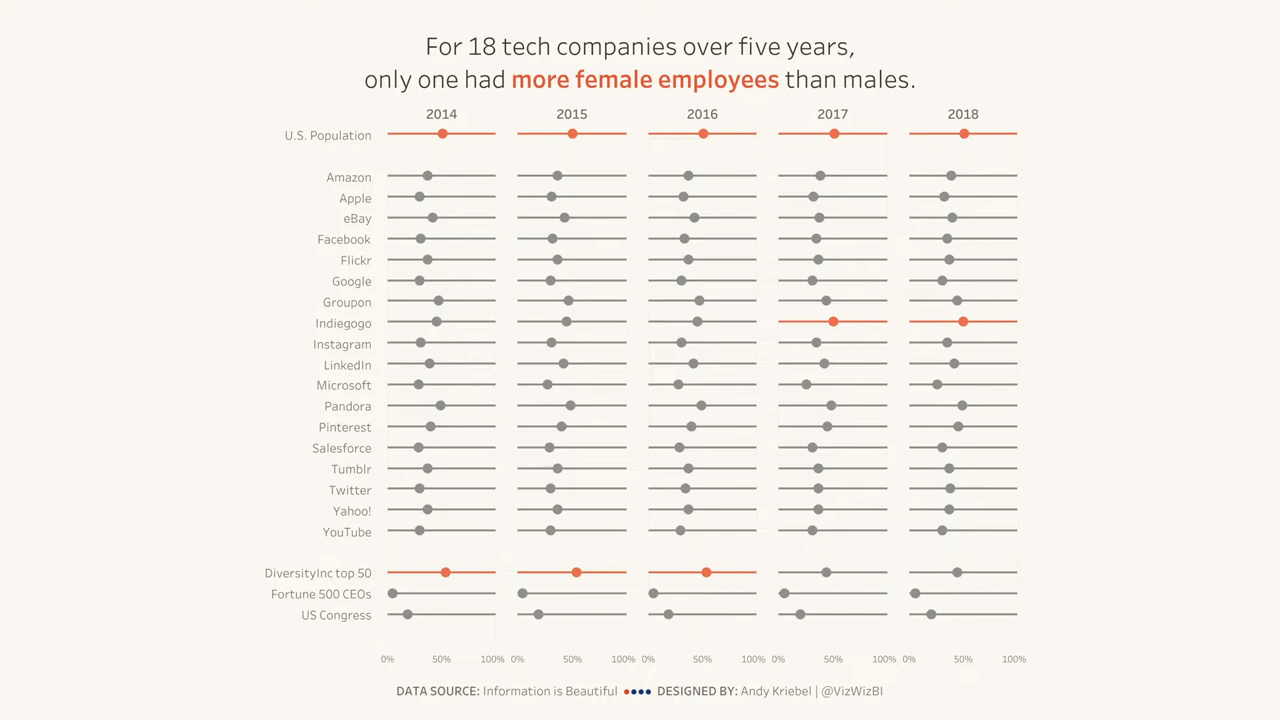 For 18 tech companies over five years,
only one had more female employees than males.
2014 2015 2016 2017 2018
U.S. Population
Amazon
Apple
eBay
Facebook
Flickr
Google
Groupon
Indiegogo
Instagram
LinkedIn
Microsoft
Pandora
Pinterest
Salesforce
Tumblr
Twitter
Yahoo!
YouTube
DiversityInc top 50
Fortune 500 CEOs
US Congress
0% 50% 100% 0% 50% 100% 0% 50% 100% 0% 50% 100% 0% 50% 100%
DATA SOURCE: Information is Beautiful DESIGNED BY: Andy Kriebel | @VizWizBI